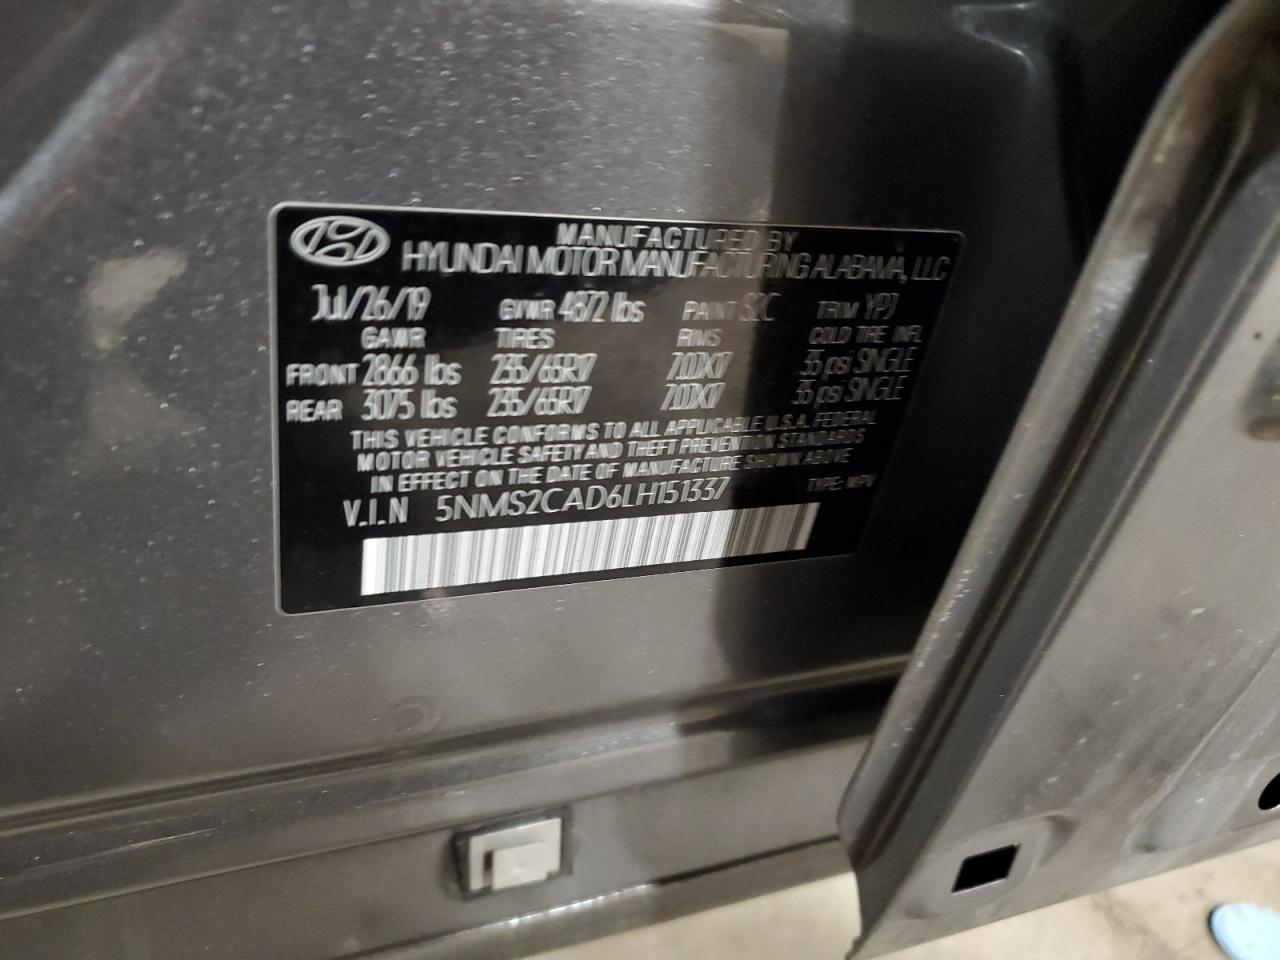 MANUFACTURED BY
HYUNDAI MOTOR MANUFACTURING ALABAMA, LLC
Jul/26/19 GVWR 4872 lbs PAINT S2C TRIM YPJ
GAWR TIRES RIMS COLD TIRE INFL
FRONT 2866 lbs 235/65R17 7.00X17 35 psi SINGLE
REAR 3075 lbs 235/65R17 7.00X17 35 psi SINGLE
THIS VEHICLE CONFORMS TO ALL APPLICABLE U.S.A. FEDERAL
MOTOR VEHICLE SAFETY AND THEFT PREVENTION STANDARDS
IN EFFECT ON THE DATE OF MANUFACTURE SHOWN ABOVE
V.I.N 5NMS2CAD6LH151337 TYPE: MPV